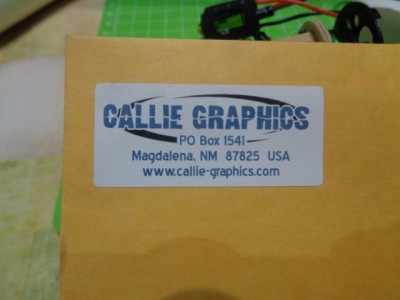 CALLIE GRAPHICS
PO Box 1541
Magdalena, NM 87825 USA
www.callie-graphics.com